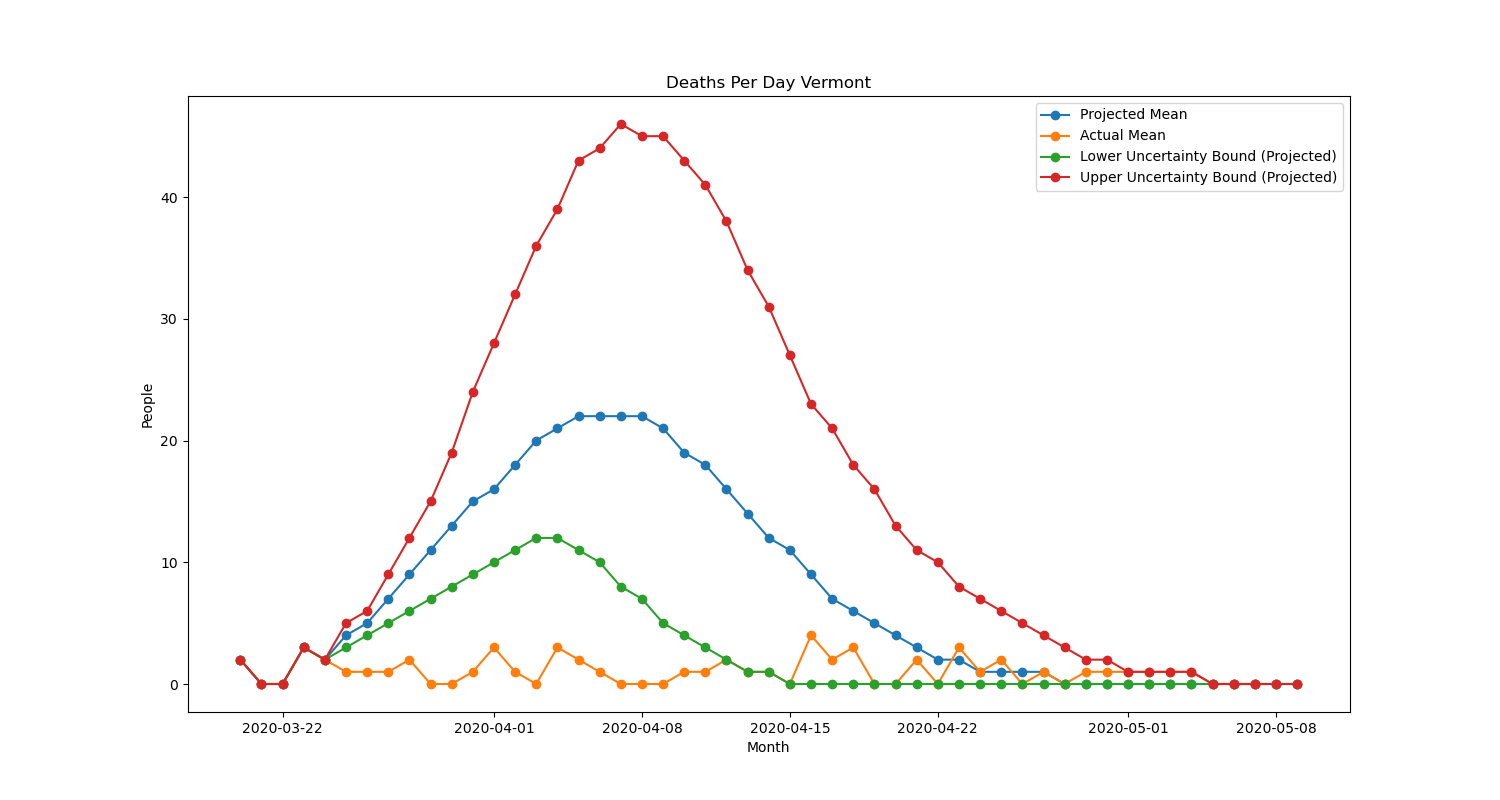 Deaths Per Day Vermont
Projected Mean
Actual Mean
Lower Uncertainty Bound (Projected)
Upper Uncertainty Bound (Projected)
People
40
30
20
10
0
2020-03-22
2020-04-01
2020-04-08
2020-04-15
2020-04-22
2020-05-01
2020-05-08
Month